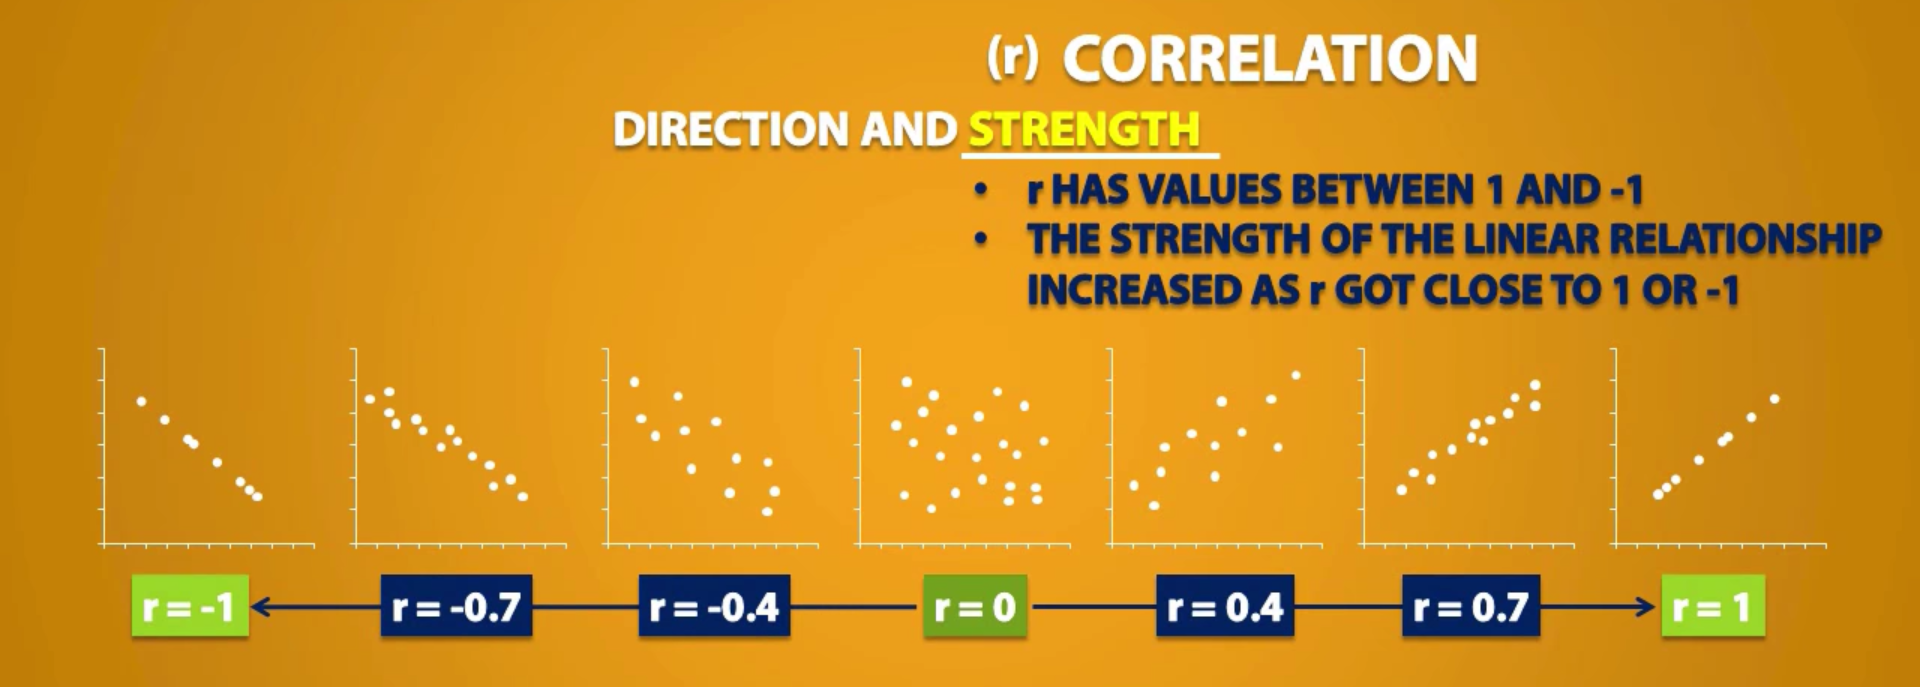 (r) CORRELATION
DIRECTION AND STRENGTH
• r HAS VALUES BETWEEN 1 AND -1
• THE STRENGTH OF THE LINEAR RELATIONSHIP
INCREASED AS r GOT CLOSE TO 1 OR -1
r = -1
r = -0.7
r = -0.4
r = 0
r = 0.4
r = 0.7
r = 1